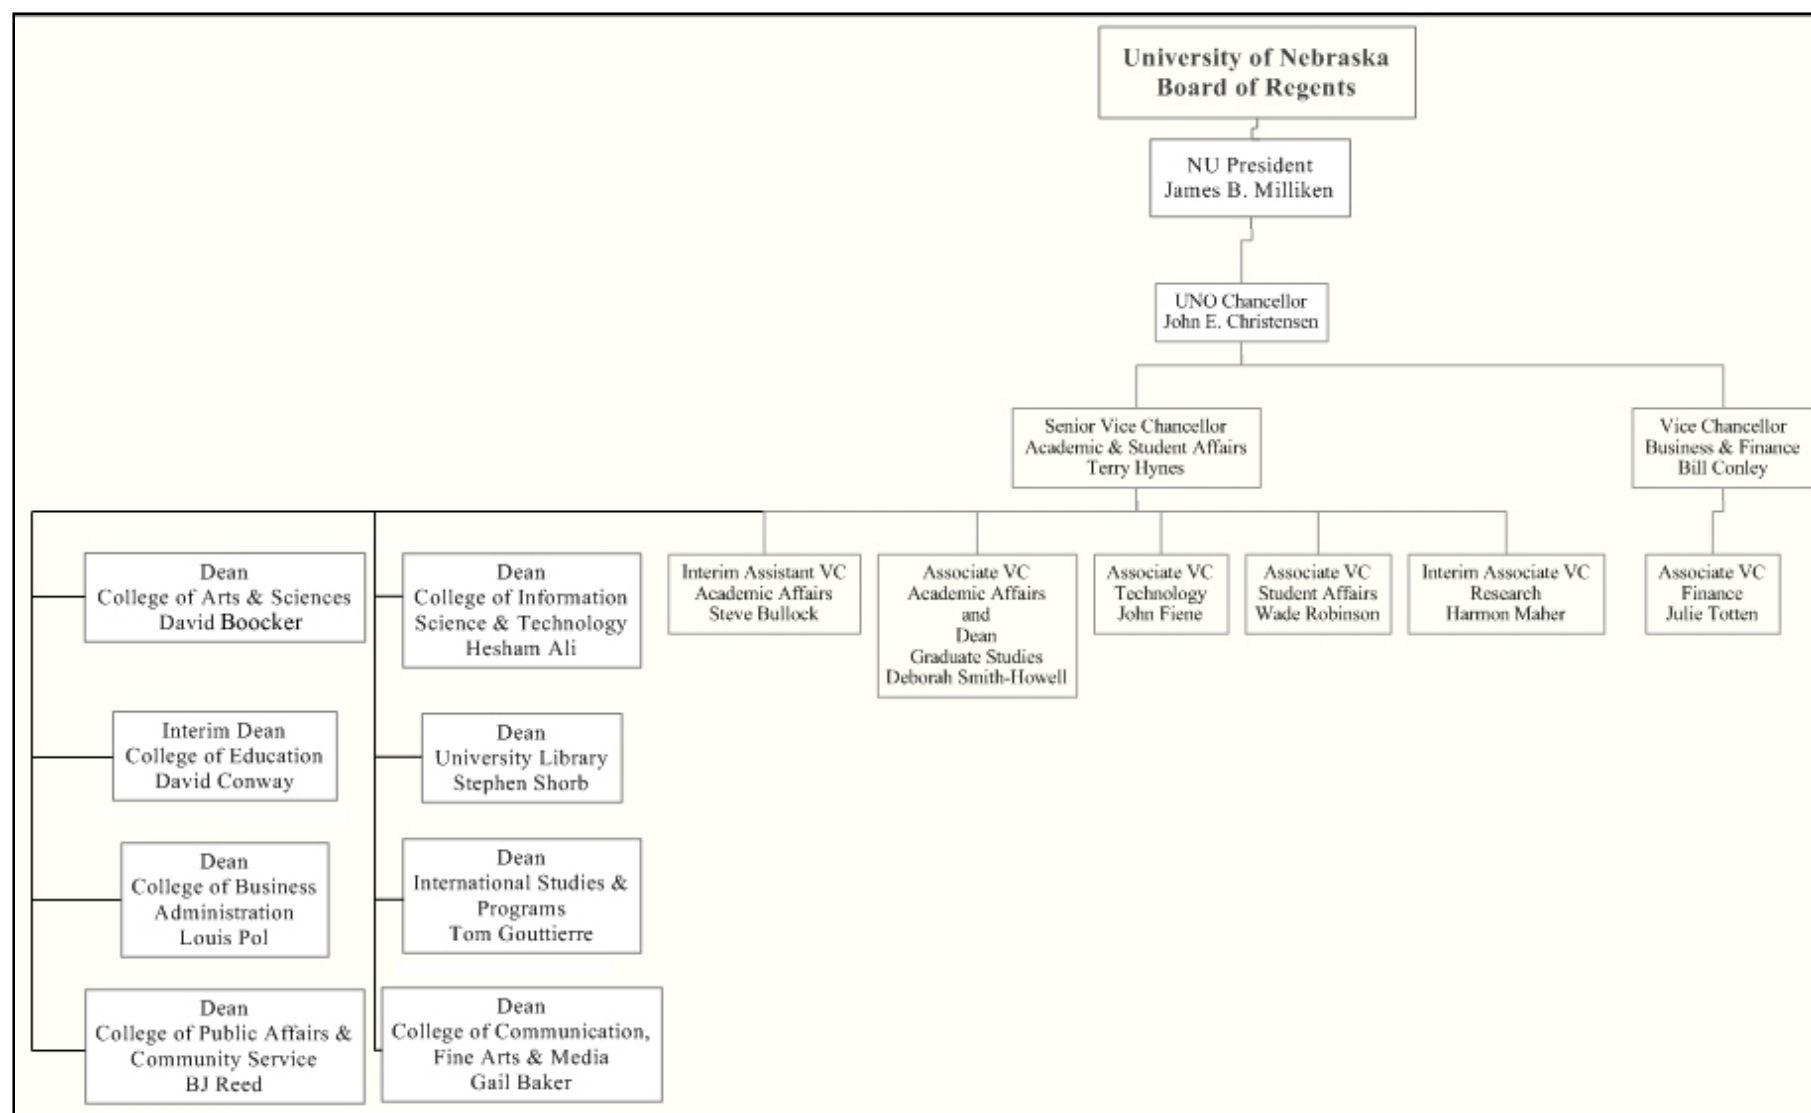 University of Nebraska
Board of Regents
NU President
James B. Milliken
UNO Chancellor
John E. Christensen
Senior Vice Chancellor
Academic & Student Affairs
Terry Hynes
Vice Chancellor
Business & Finance
Bill Conley
Dean
College of Arts & Sciences
David Boocker
Dean
College of Information
Science & Technology
Hesham Ali
Interim Assistant VC
Academic Affairs
Steve Bullock
Associate VC
Academic Affairs
and
Dean
Graduate Studies
Deborah Smith-Howell
Associate VC
Technology
John Fiene
Associate VC
Student Affairs
Wade Robinson
Interim Associate VC
Research
Harmon Maher
Associate VC
Finance
Julie Totten
Interim Dean
College of Education
David Conway
Dean
University Library
Stephen Shorb
Dean
College of Business
Administration
Louis Pol
Dean
International Studies &
Programs
Tom Gouttierre
Dean
College of Public Affairs &
Community Service
BJ Reed
Dean
College of Communication,
Fine Arts & Media
Gail Baker